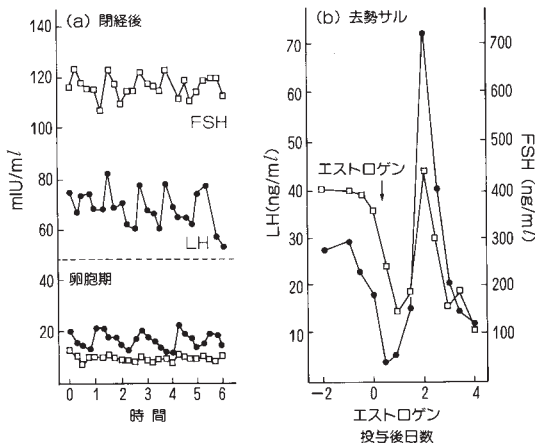 (a) 閉経後
140
120
100
80
60
40
20
0
mIU/ml
FSH
LH
卵胞期
0 1 2 3 4 5 6
時 間
(b) 去勢サル
70
60
50
40
30
20
10
LH(ng/ml)
エストロゲン
700
600
500
400
300
200
100
FSH (ng/ml)
−2 0 2 4
エストロゲン
投与後日数